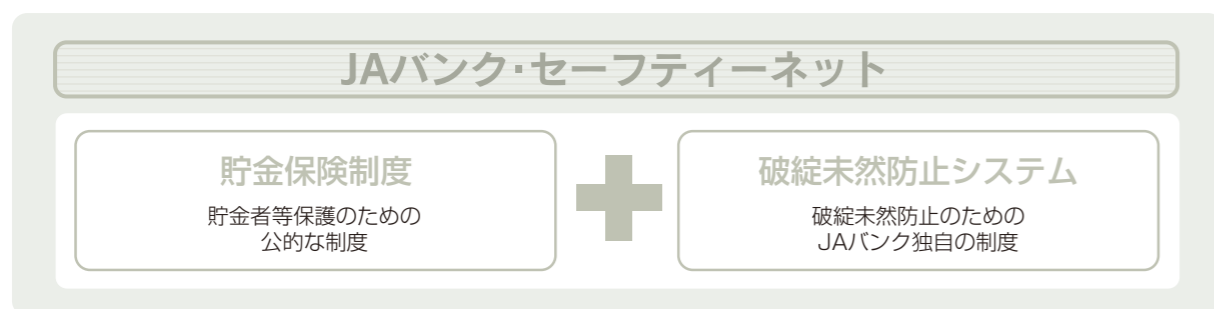 JAバンク・セーフティーネット
貯金保険制度
貯金者等保護のための
公的な制度
破綻未然防止システム
破綻未然防止のための
JAバンク独自の制度